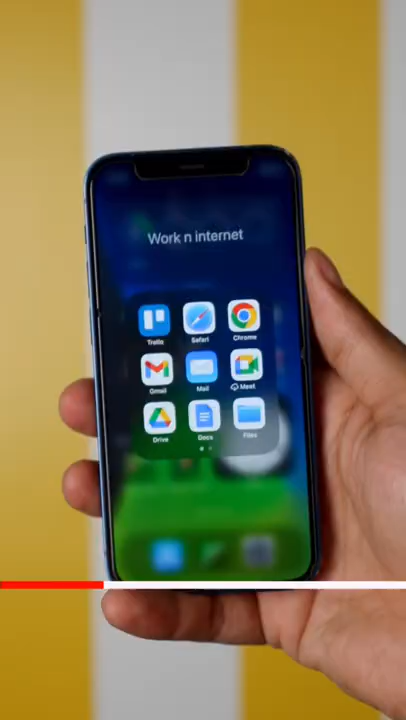 Work n internet
Trello Safari Chrome
Gmail Mail Meet
Drive Docs Files